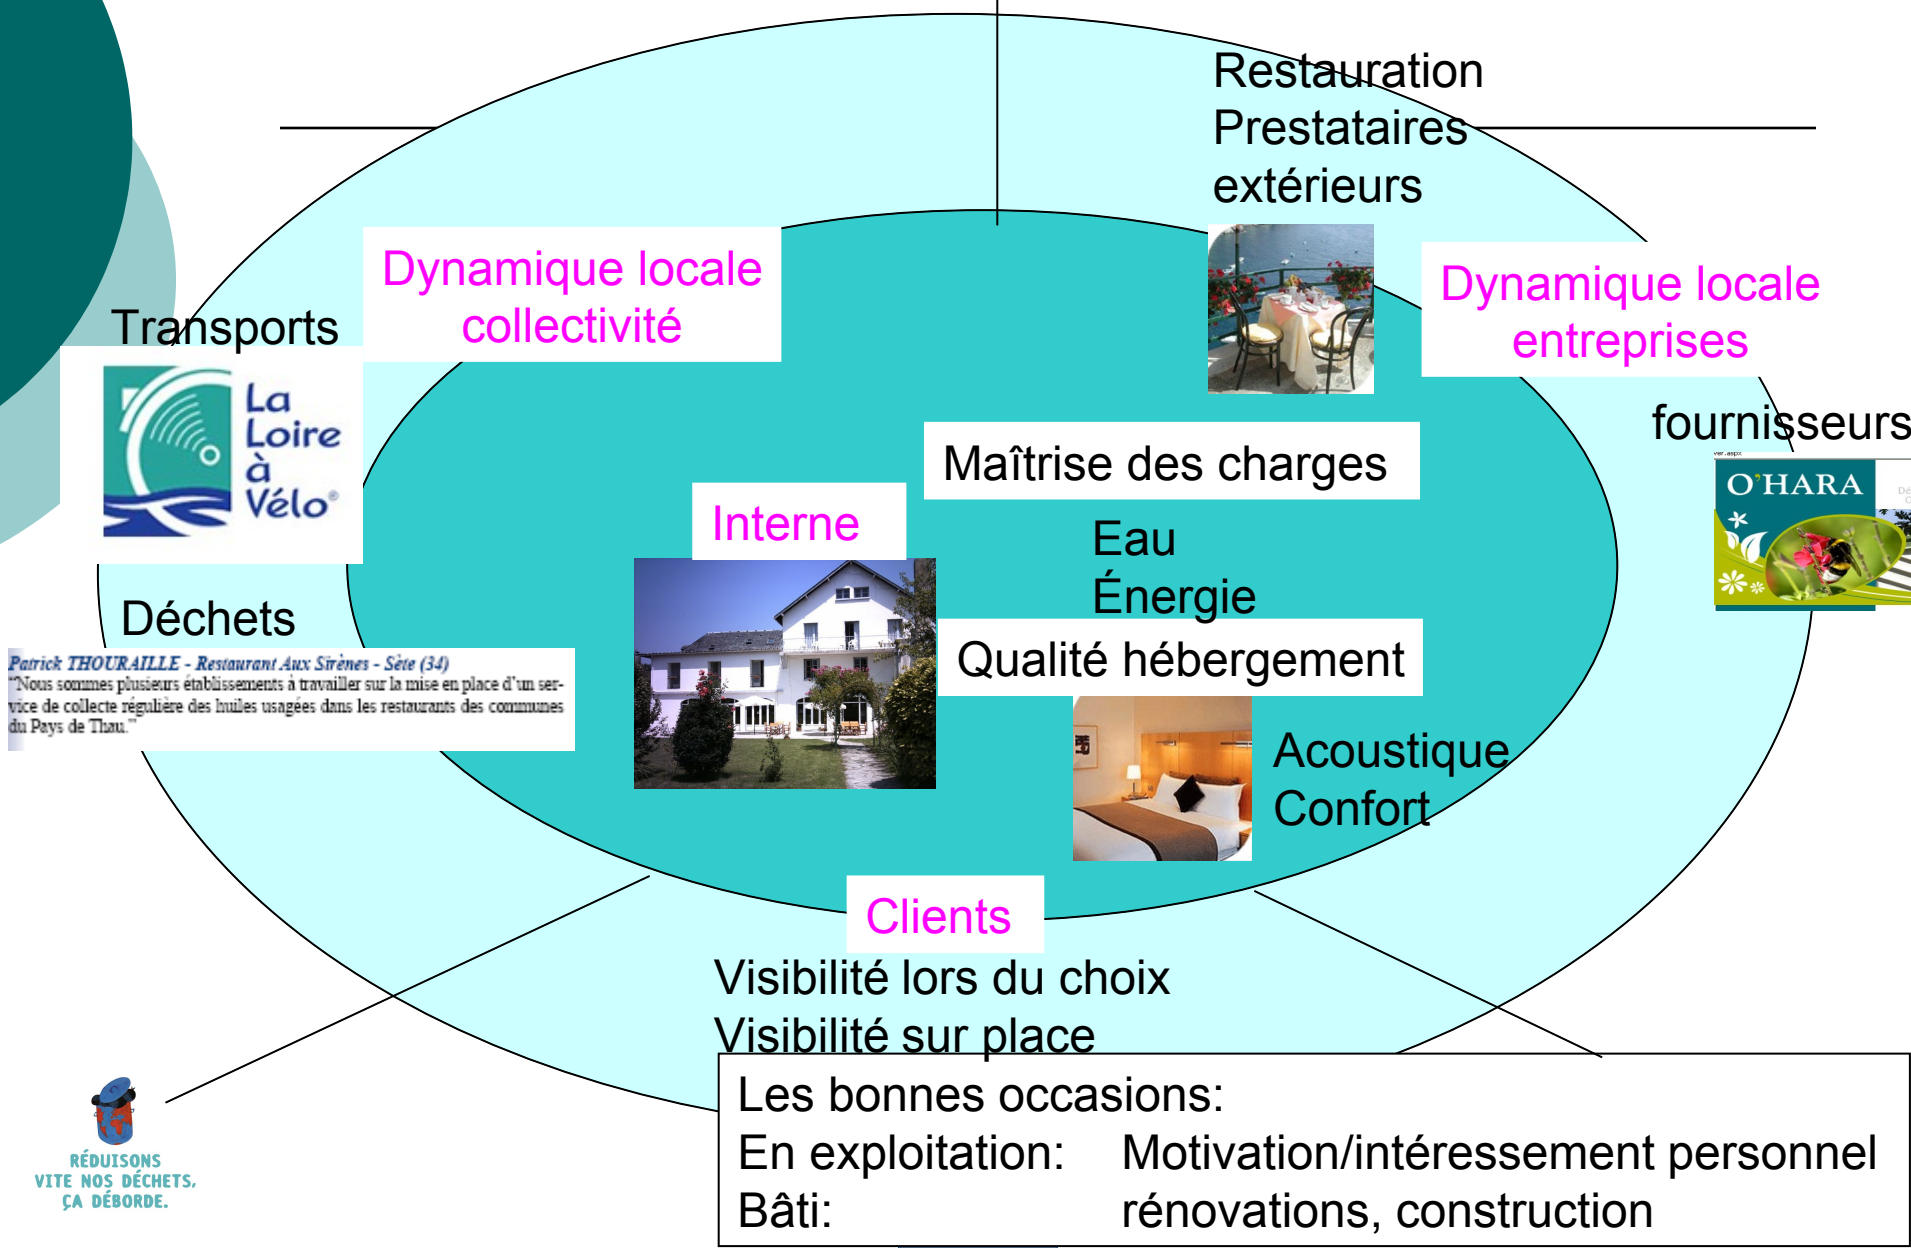 Restauration
Prestataires
extérieurs
Dynamique locale
collectivité
Dynamique locale
entreprises
Transports
La
Loire
à
Vélo®
fournisseurs
ver.aspx
O'HARA
Maîtrise des charges
Interne
Eau
Énergie
Déchets
Qualité hébergement
Patrick THOURAILLE - Restaurant Aux Sirènes - Sète (34)
"Nous sommes plusieurs établissements à travailler sur la mise en place d'un ser-
vice de collecte régulière des huiles usagées dans les restaurants des communes
du Pays de Thau."
Acoustique
Confort
Clients
Visibilité lors du choix
Visibilité sur place
Les bonnes occasions:
En exploitation: Motivation/intéressement personnel
Bâti: rénovations, construction
RÉDUISONS
VITE NOS DÉCHETS,
ÇA DÉBORDE.